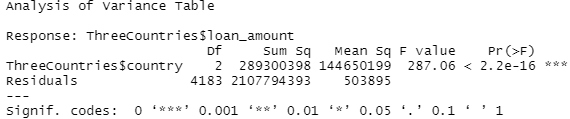 Analysis of Variance Table
Response: ThreeCountries$loan_amount
Df Sum Sq Mean Sq F value Pr(>F)
ThreeCountries$country 2 289300398 144650199 287.06 < 2.2e-16 ***
Residuals 4183 2107794393 503895
---
Signif. codes: 0 ‘***’ 0.001 ‘**’ 0.01 ‘*’ 0.05 ‘.’ 0.1 ‘ ’ 1